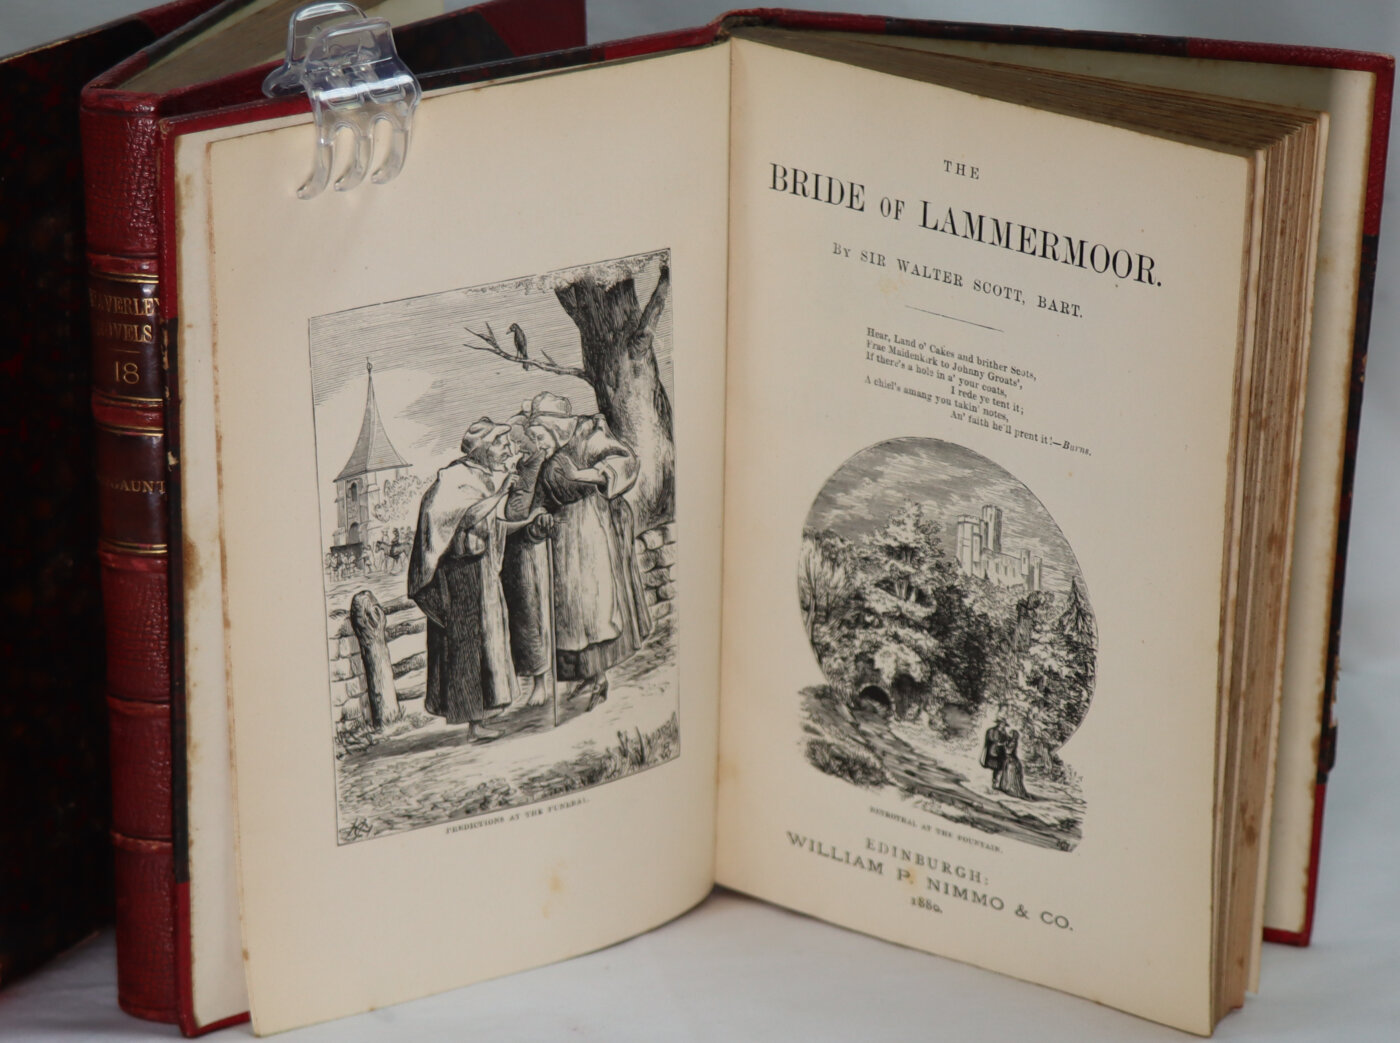 WAVERLEY
NOVELS
18
GAUNT
PREDICTIONS AT THE FUNERAL.
THE
BRIDE OF LAMMERMOOR.
BY SIR WALTER SCOTT, BART.
Hear, Land o' Cakes and brither Scots,
Frae Maidenkirk to Johnny Groats',
If there's a hole in a' your coats,
I rede ye tent it;
A chiel's amang you takin' notes,
An' faith he'll prent it!—Burns.
BETROTHAL AT THE FOUNTAIN.
EDINBURGH:
WILLIAM P. NIMMO & CO.
1880.